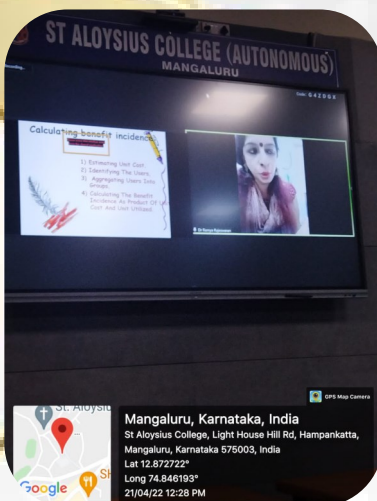 ST ALOYSIUS COLLEGE (AUTONOMOUS)
MANGALURU
Calculating benefit incidence
1) Estimating Unit Cost
2) Identifying The Users.
3) Aggregating Users Into
Groups.
4) Calculating The Benefit
Incidence As Product Of
Cost And Unit Utilized.
GPS Map Camera
St. Aloysiu
Google
Mangaluru, Karnataka, India
St Aloysius College, Light House Hill Rd, Hampankatta,
Mangaluru, Karnataka 575003, India
Lat 12.872722°
Long 74.846193°
21/04/22 12:28 PM